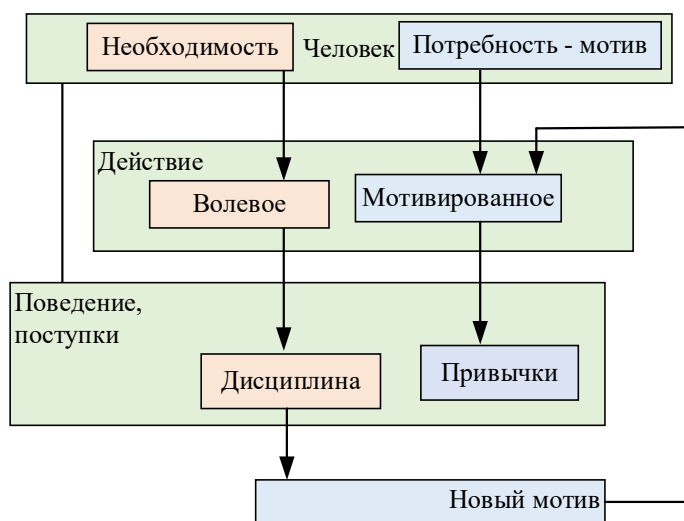 Необходимость
Человек
Потребность - мотив
Действие
Волевое
Мотивированное
Поведение,
поступки
Дисциплина
Привычки
Новый мотив